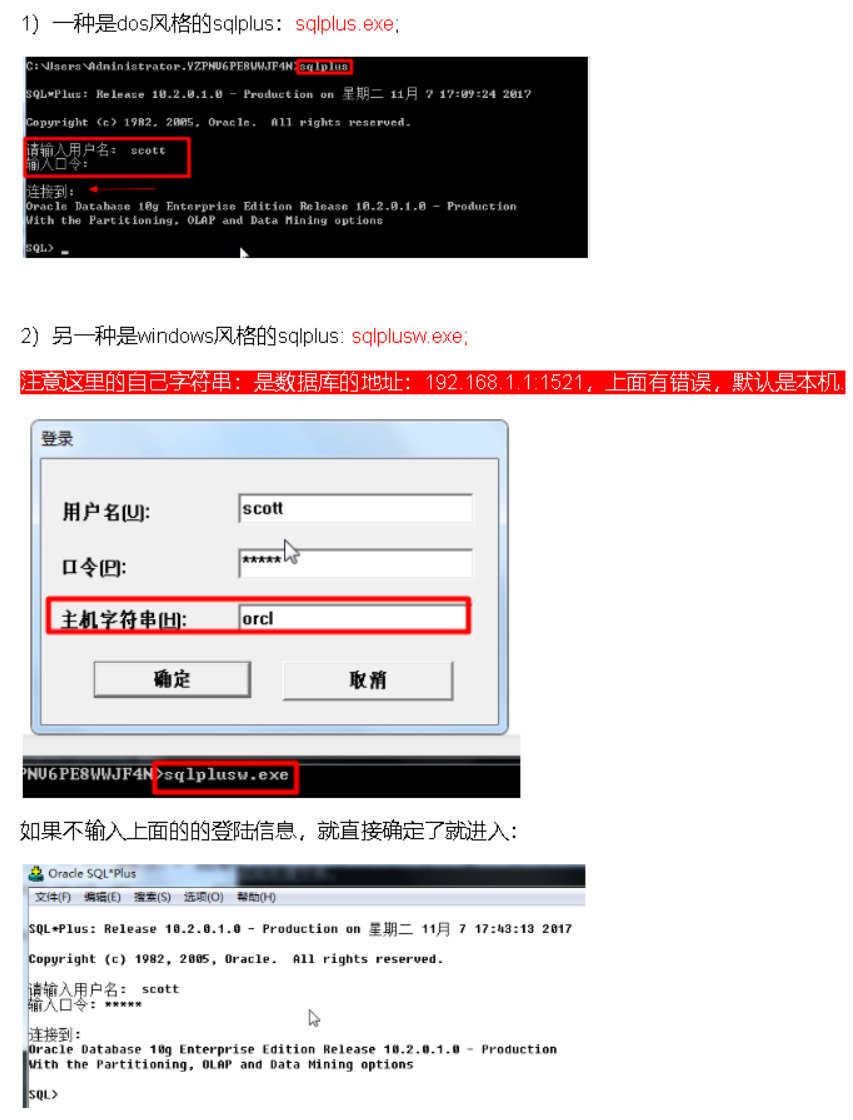 1) 一种是dos风格的sqlplus：sqlplus.exe;
C:\Users\Administrator.YZPNV6PE8WWJF4N>sqlplus
SQL*Plus: Release 10.2.0.1.0 - Production on 星期二 11月 7 17:09:24 2017
Copyright (c) 1982, 2005, Oracle.  All rights reserved.
请输入用户名:  scott
输入口令:
连接到:
Oracle Database 10g Enterprise Edition Release 10.2.0.1.0 - Production
With the Partitioning, OLAP and Data Mining options
SQL> _
2) 另一种是windows风格的sqlplus: sqlplusw.exe;
注意这里的自己字符串：是数据库的地址：192.168.1.1:1521，上面有错误，默认是本机.
登录
用户名(U): scott
口令(P): *****
主机字符串(H): orcl
确定 取消
PNV6PE8WWJF4N>sqlplusw.exe
如果不输入上面的的登陆信息，就直接确定了就进入：
Oracle SQL*Plus
文件(F) 编辑(E) 搜索(S) 选项(O) 帮助(H)
SQL*Plus: Release 10.2.0.1.0 - Production on 星期二 11月 7 17:43:13 2017
Copyright (c) 1982, 2005, Oracle.  All rights reserved.
请输入用户名:  scott
输入口令: *****
连接到:
Oracle Database 10g Enterprise Edition Release 10.2.0.1.0 - Production
With the Partitioning, OLAP and Data Mining options
SQL>